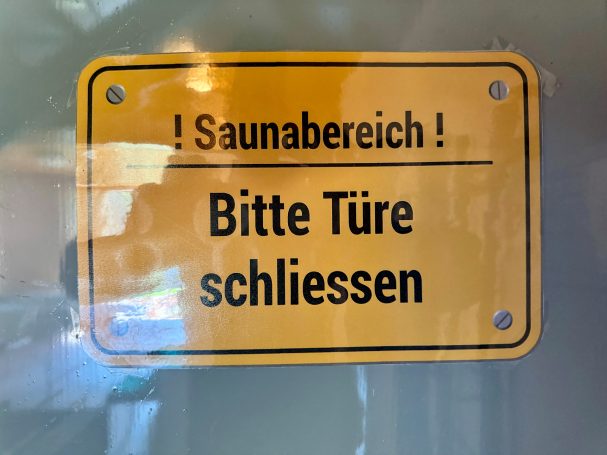 ! Saunabereich !
Bitte Türe
schliessen